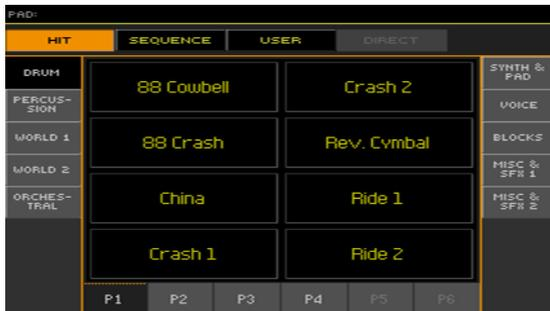 PAD:
HIT SEQUENCE USER DIRECT
DRUM
PERCUS-
SION
WORLD 1
WORLD 2
ORCHES-
TRAL
88 Cowbell Crash 2
88 Crash Rev. Cymbal
China Ride 1
Crash 1 Ride 2
SYNTH &
PAD
VOICE
BLOCKS
MISC &
SFX 1
MISC &
SFX 2
P1 P2 P3 P4 P5 P6